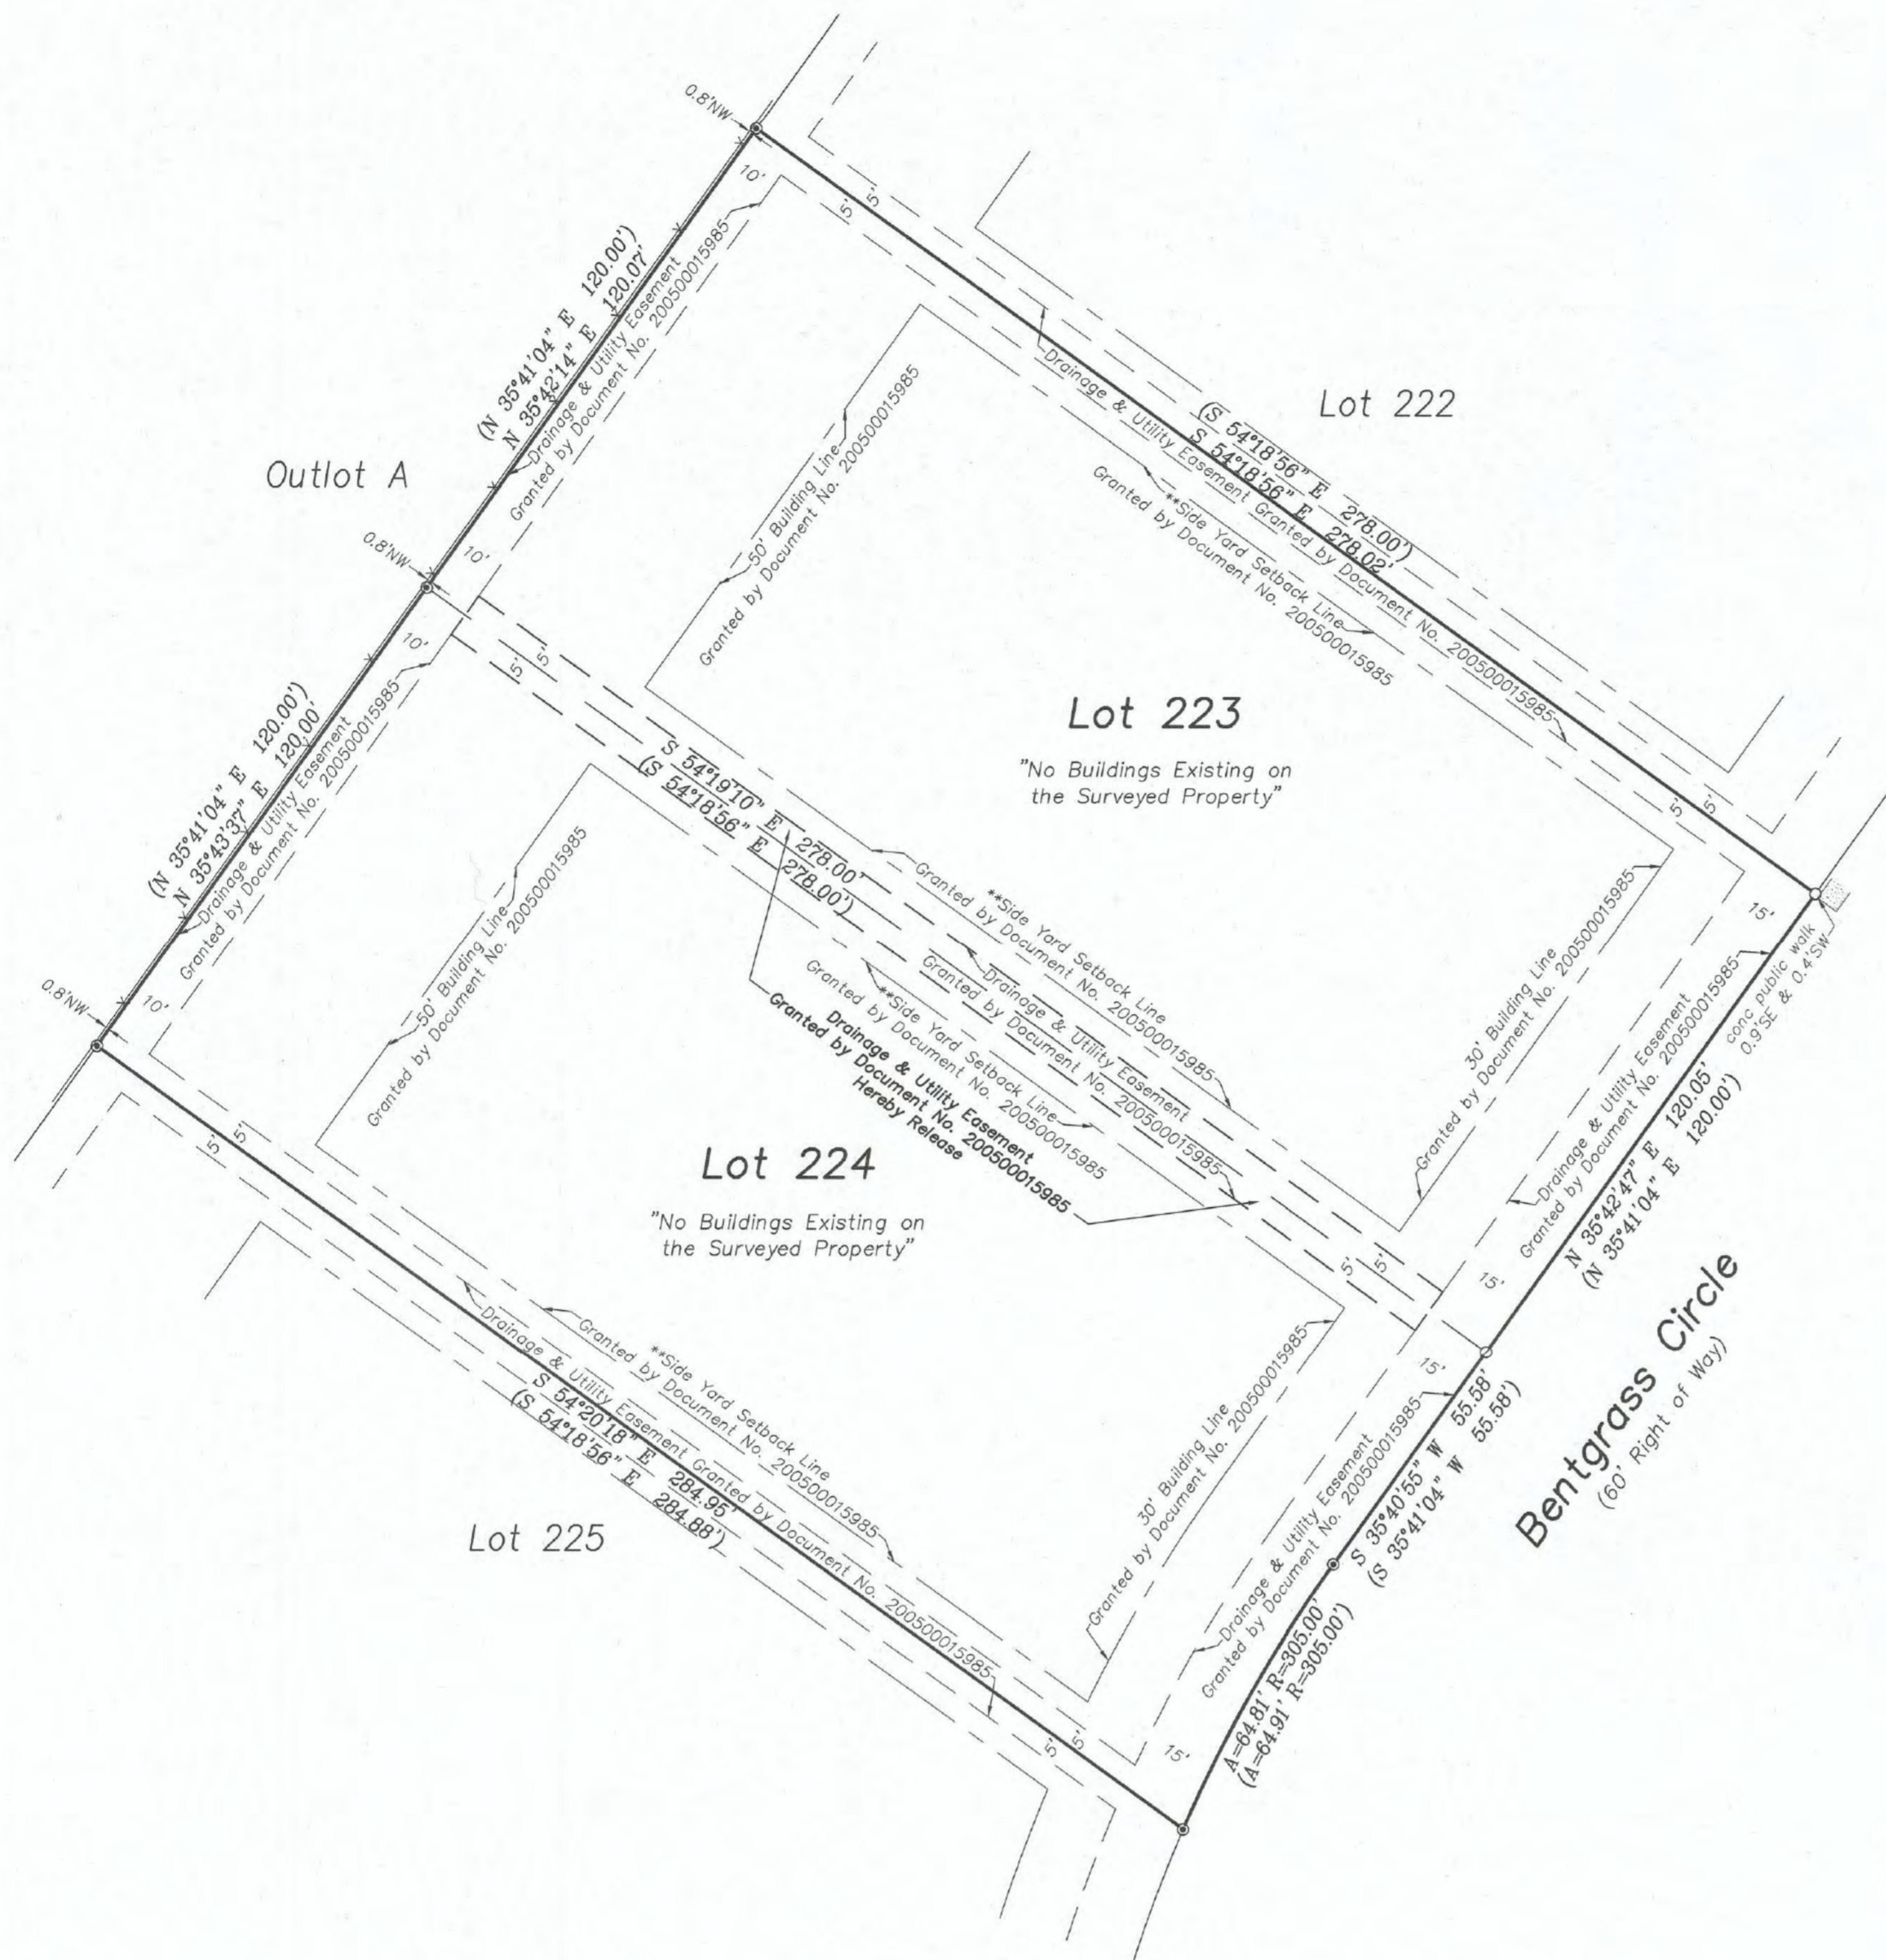 0.8'NW
10'
5' 5'
(N 35°41'04" E 120.00')
N 35°42'14" E 120.07'
Drainage & Utility Easement
Granted by Document No. 200500015985
Outlot A
50' Building Line
Granted by Document No. 200500015985
Drainage & Utility Easement Granted by Document No. 200500015985
(S 54°18'56" E 278.00')
S 54°18'56" E 278.02'
Lot 222
**Side Yard Setback Line
Granted by Document No. 200500015985
0.8'NW
10'
10'
5' 5'
Lot 223
"No Buildings Existing on
the Surveyed Property"
S 54°19'10" E 278.00'
(S 54°18'56" E 278.00')
**Side Yard Setback Line
Granted by Document No. 200500015985
Drainage & Utility Easement
Granted by Document No. 200500015985
**Side Yard Setback Line
Granted by Document No. 200500015985
Drainage & Utility Easement
Granted by Document No. 200500015985
Hereby Release
30' Building Line
Granted by Document No. 200500015985
5' 5'
15'
conc public walk
0.9'SE & 0.4'SW
Drainage & Utility Easement
Granted by Document No. 200500015985
N 35°42'47" E 120.05'
(N 35°41'04" E 120.00')
5' 5'
15'
15'
(N 35°41'04" E 120.00')
N 35°43'37" E 120.00'
Drainage & Utility Easement
Granted by Document No. 200500015985
0.8'NW
10'
5' 5'
50' Building Line
Granted by Document No. 200500015985
Lot 224
"No Buildings Existing on
the Surveyed Property"
**Side Yard Setback Line
Granted by Document No. 200500015985
Drainage & Utility Easement Granted by Document No. 200500015985
S 54°20'18" E 284.95'
(S 54°18'56" E 284.88')
Lot 225
30' Building Line
Granted by Document No. 200500015985
Drainage & Utility Easement
Granted by Document No. 200500015985
S 35°40'55" W 55.58'
(S 35°41'04" W 55.58')
Bentgrass Circle
(60' Right of Way)
A=64.81' R=305.00'
(A=64.91' R=305.00')
5' 5'
15'